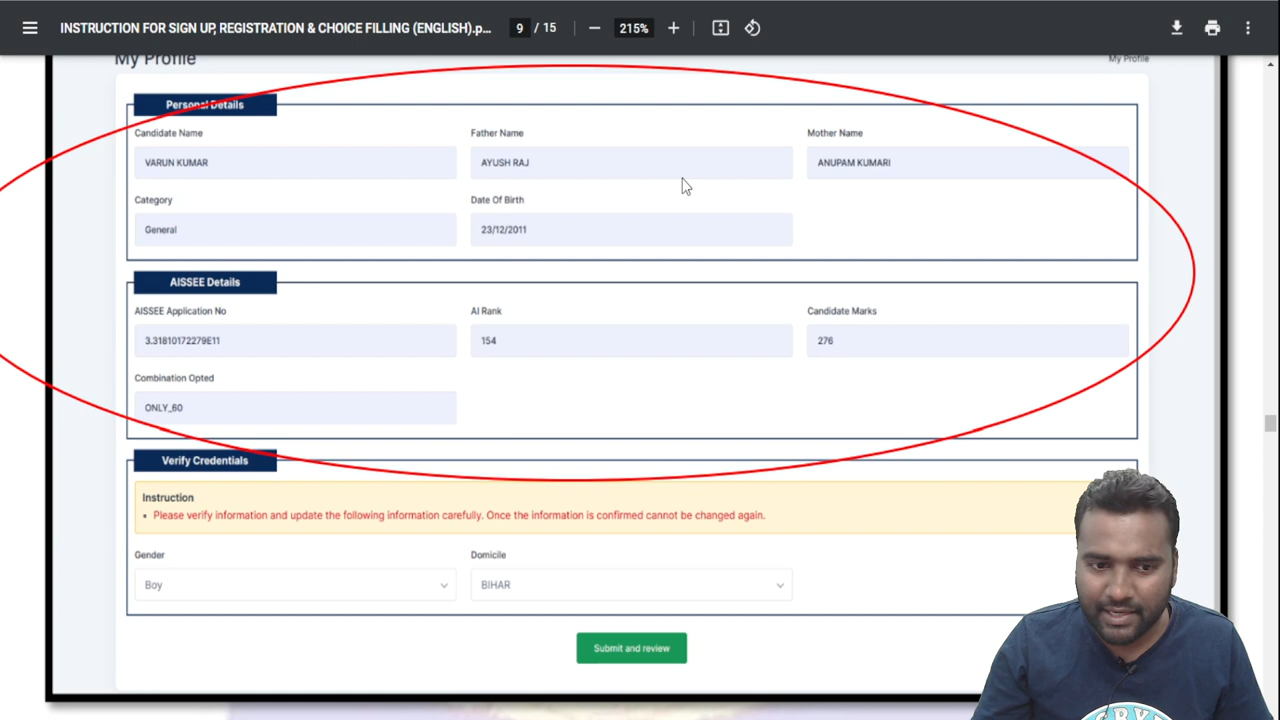 INSTRUCTION FOR SIGN UP, REGISTRATION & CHOICE FILLING (ENGLISH).p...
9 / 15
215%
My Profile
My Profile
Personal Details
Candidate Name
Father Name
Mother Name
VARUN KUMAR
AYUSH RAJ
ANUPAM KUMARI
Category
Date Of Birth
General
23/12/2011
AISSEE Details
AISSEE Application No
AI Rank
Candidate Marks
3.31810172279E11
154
276
Combination Opted
ONLY_60
Verify Credentials
Instruction
▪ Please verify information and update the following information carefully. Once the information is confirmed cannot be changed again.
Gender
Domicile
Boy
BIHAR
Submit and review